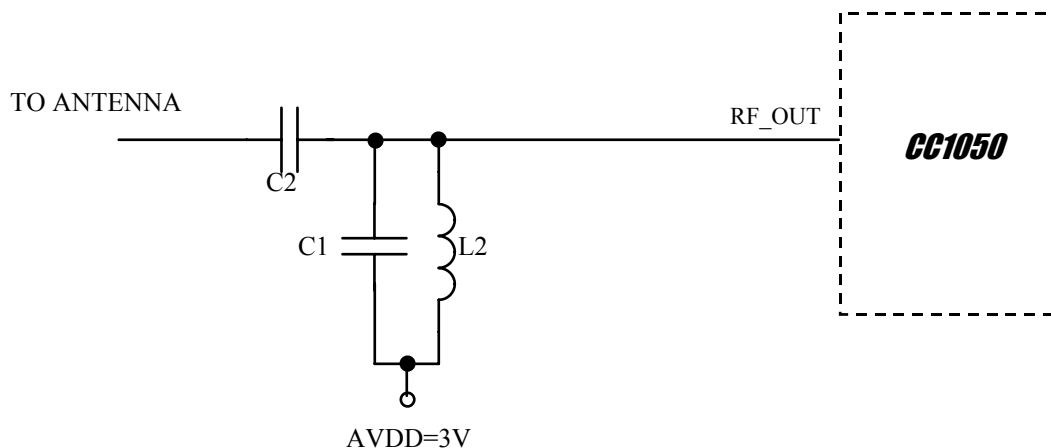 TO ANTENNA
RF_OUT
CC1050
C2
C1
L2
AVDD=3V